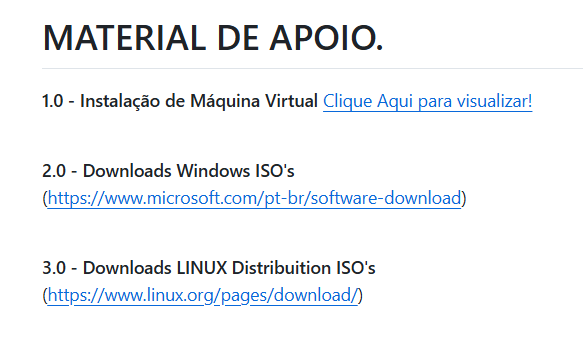 MATERIAL DE APOIO.
1.0 - Instalação de Máquina Virtual Clique Aqui para visualizar!
2.0 - Downloads Windows ISO's
(https://www.microsoft.com/pt-br/software-download)
3.0 - Downloads LINUX Distribuition ISO's
(https://www.linux.org/pages/download/)